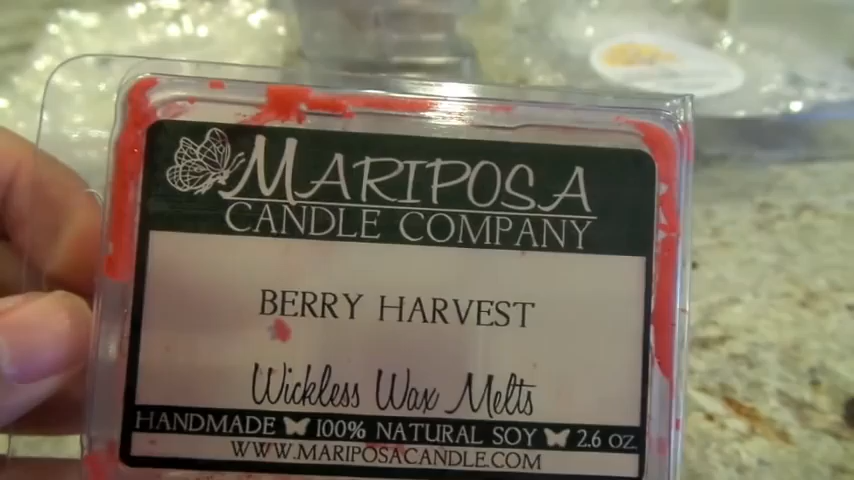 MARIPOSA
CANDLE COMPANY
BERRY HARVEST
Wickless Wax Melts
HANDMADE 100% NATURAL SOY 2.6 OZ
WWW.MARIPOSACANDLE.COM